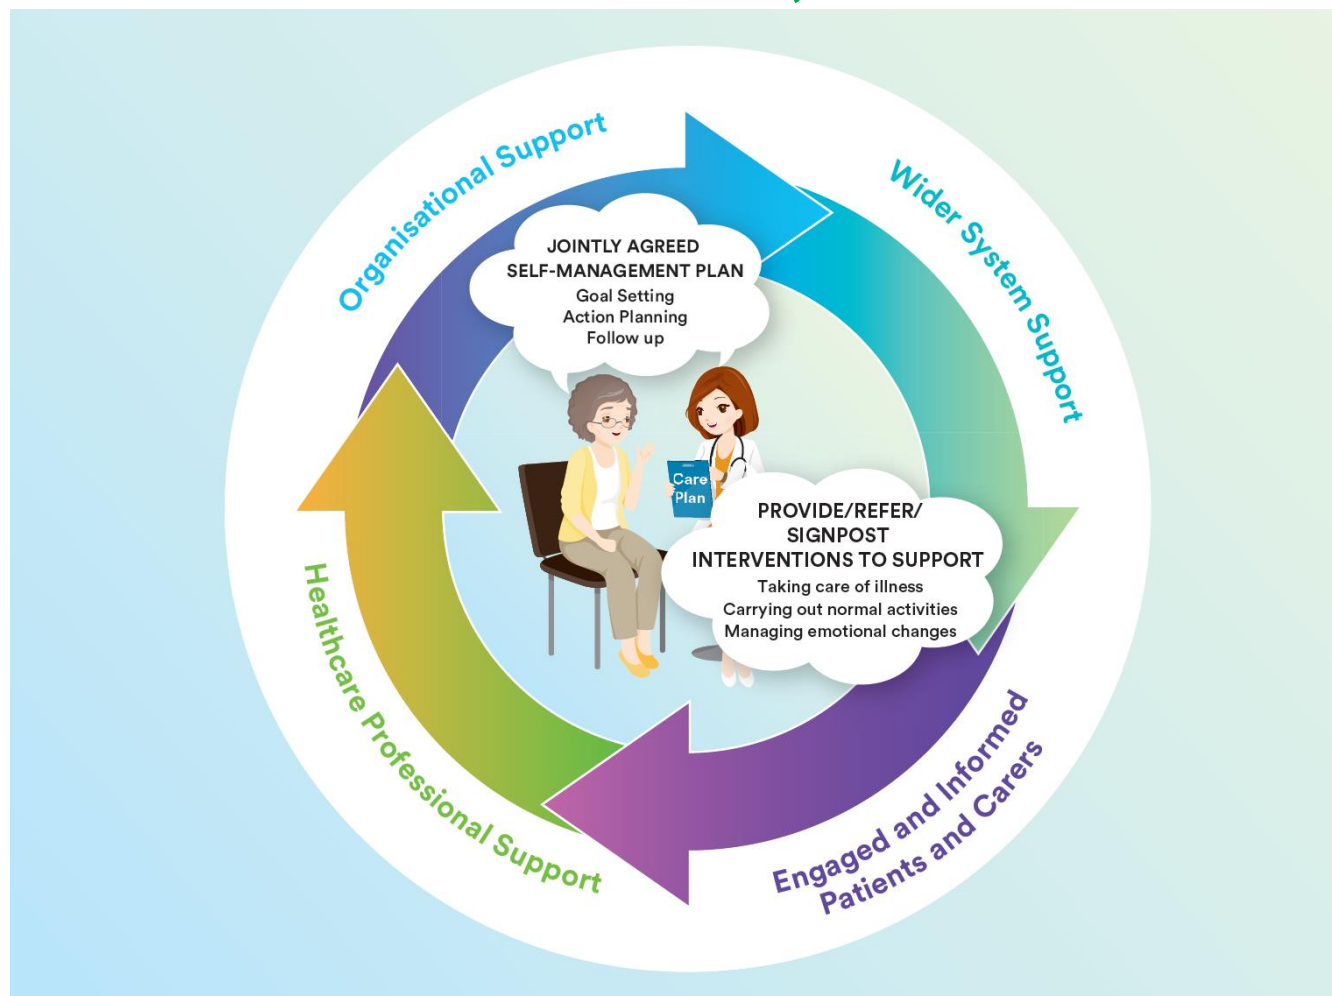 Organisational Support
Wider System Support
JOINTLY AGREED
SELF-MANAGEMENT PLAN
Goal Setting
Action Planning
Follow up
Care
Plan
PROVIDE/REFER/
SIGNPOST
INTERVENTIONS TO SUPPORT
Taking care of illness
Carrying out normal activities
Managing emotional changes
Healthcare Professional Support
Engaged and Informed
Patients and Carers